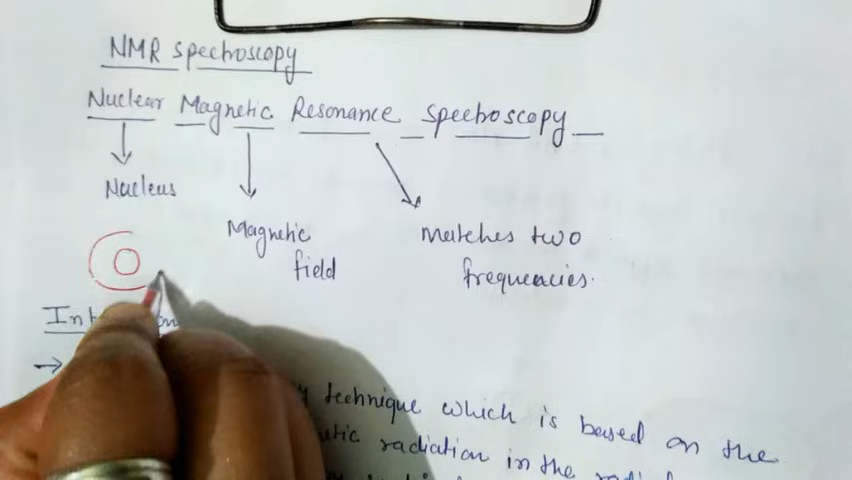 NMR Spectroscopy
Nuclear Magnetic Resonance Spectroscopy
Nucleus
Magnetic field
Matches two frequencies.
technique which is based on the
radiation in the